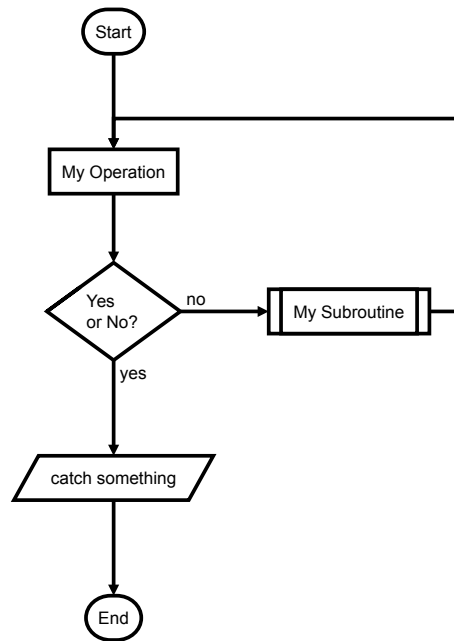 Start
My Operation
Yes
or No?
no
My Subroutine
yes
catch something
End